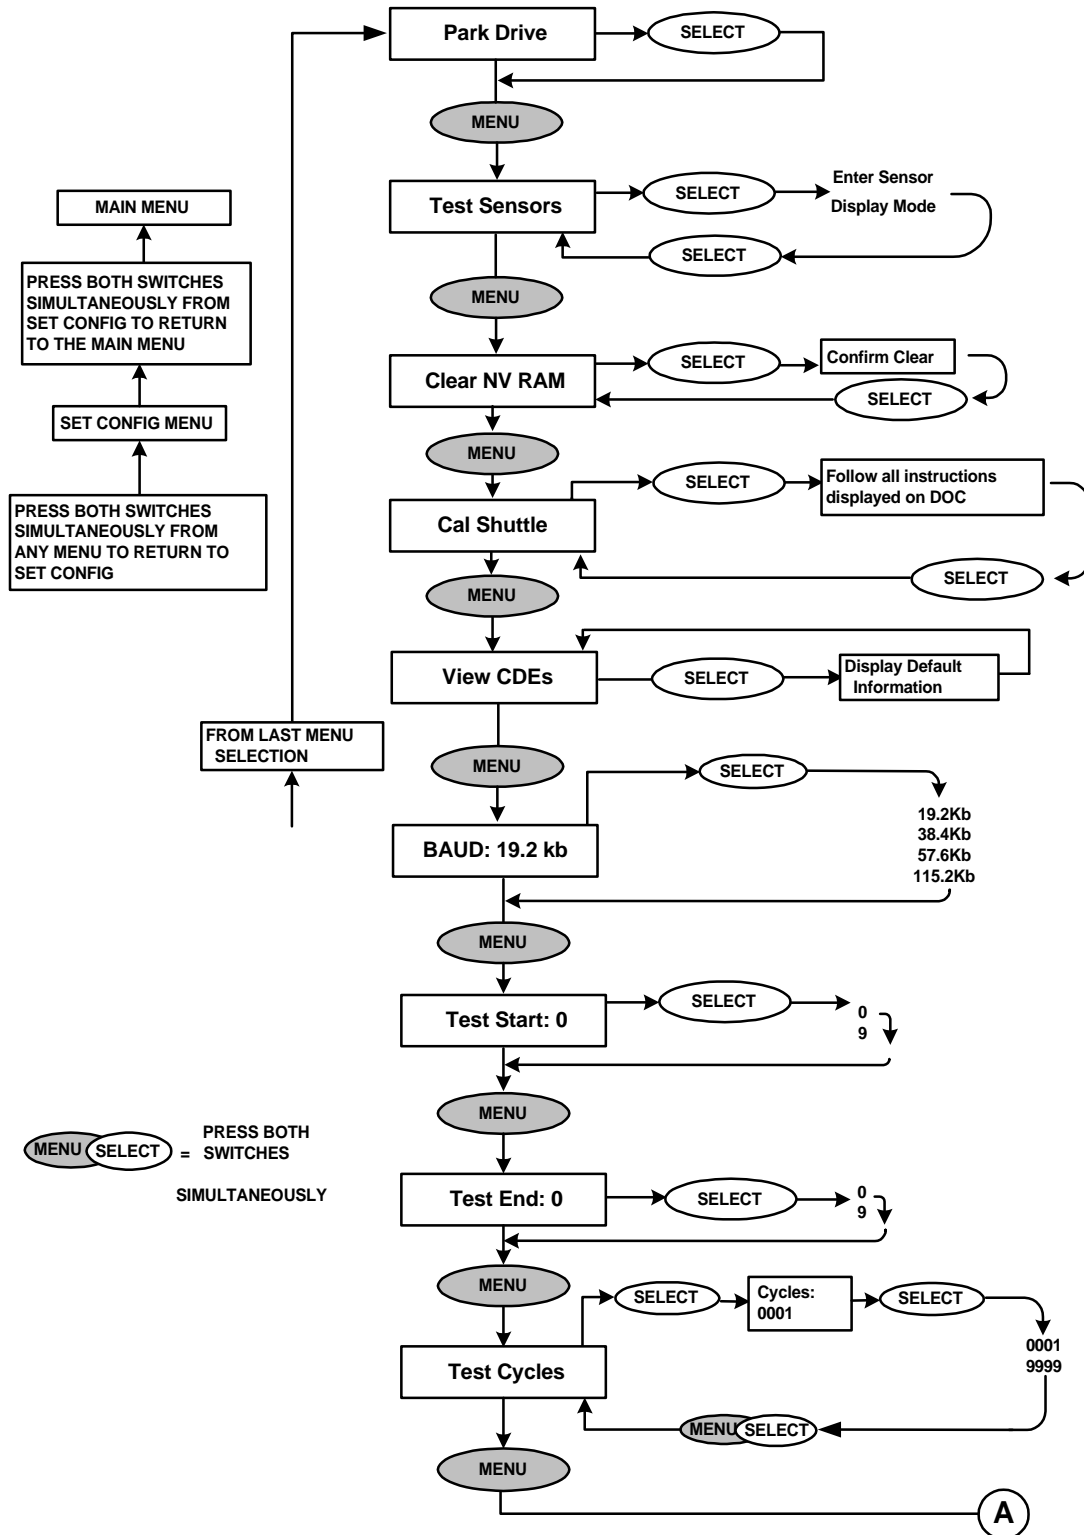 Park Drive
SELECT
MENU
Test Sensors
SELECT
Enter Sensor
Display Mode
SELECT
MENU
MAIN MENU
PRESS BOTH SWITCHES
SIMULTANEOUSLY FROM
SET CONFIG TO RETURN
TO THE MAIN MENU
SET CONFIG MENU
PRESS BOTH SWITCHES
SIMULTANEOUSLY FROM
ANY MENU TO RETURN TO
SET CONFIG
Clear NV RAM
SELECT
Confirm Clear
SELECT
MENU
Cal Shuttle
SELECT
Follow all instructions
displayed on DOC
SELECT
MENU
View CDEs
SELECT
Display Default
Information
FROM LAST MENU
SELECTION
MENU
SELECT
BAUD: 19.2 kb
19.2Kb
38.4Kb
57.6Kb
115.2Kb
MENU
Test Start: 0
SELECT
0
9
MENU
MENU SELECT = PRESS BOTH
SWITCHES
SIMULTANEOUSLY
Test End: 0
SELECT
0
9
MENU
Test Cycles
SELECT
Cycles:
0001
SELECT
0001
9999
MENU SELECT
MENU
A